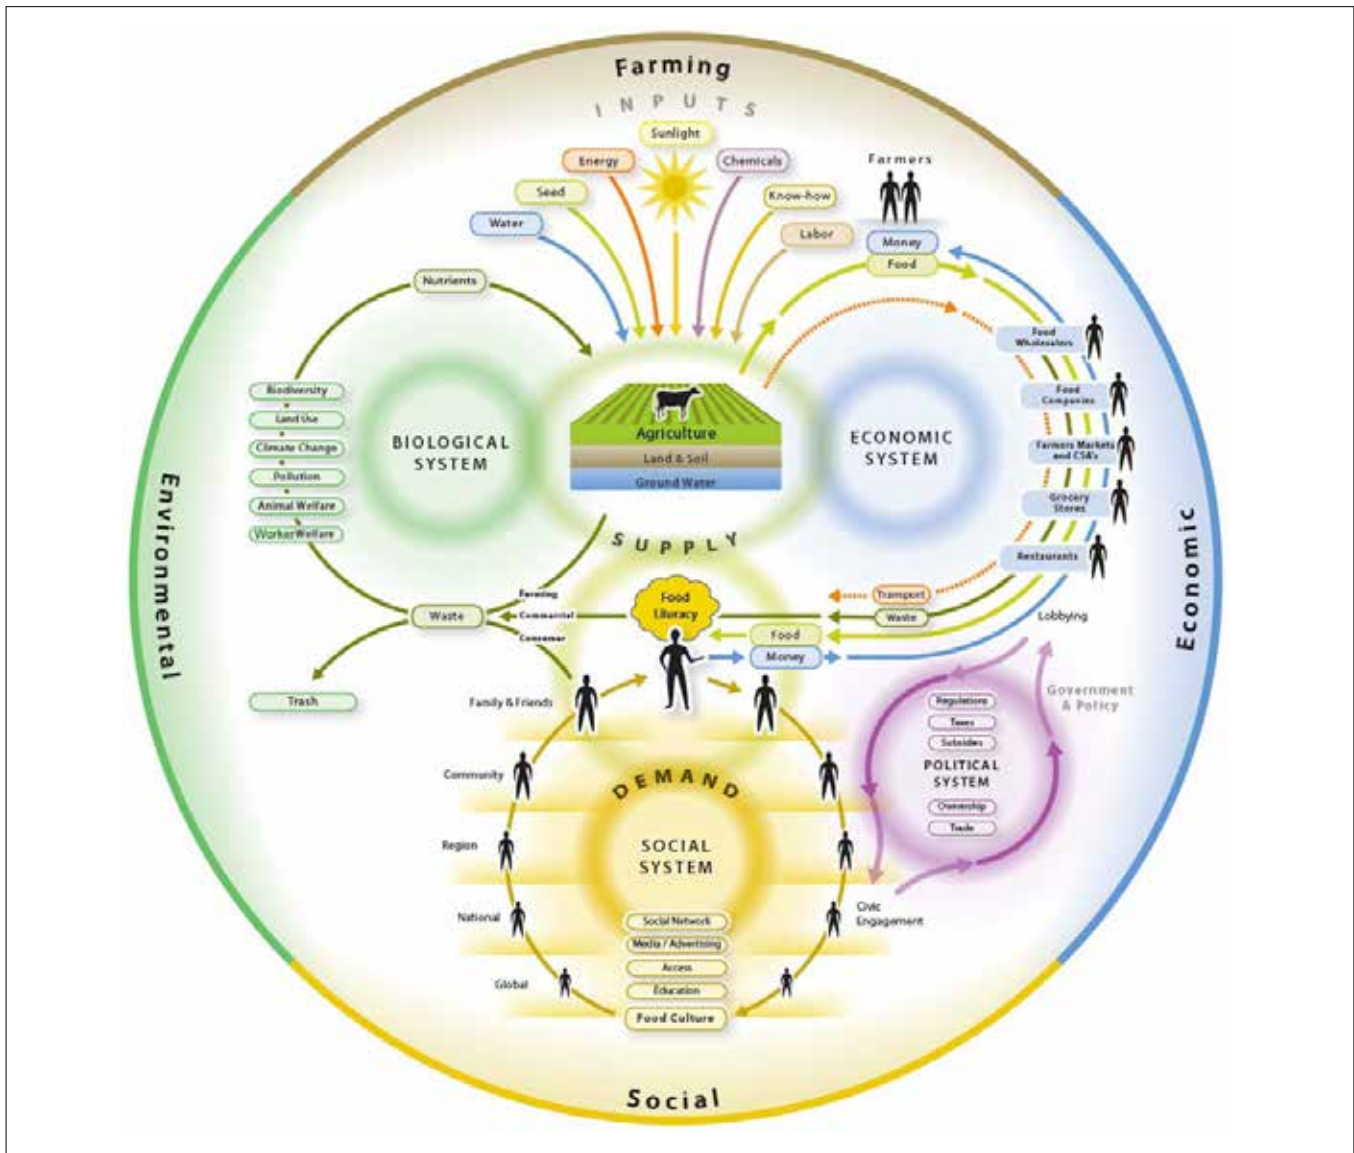 Farming
INPUTS
Sunlight
Energy
Chemicals
Farmers
Seed
Know-how
Water
Labor
Money
Food
Nutrients
Food
Wholesalers
Biodiversity
Land Use
Climate Change
Pollution
Animal Welfare
Worker Welfare
BIOLOGICAL
SYSTEM
Agriculture
Land & Soil
Ground Water
ECONOMIC
SYSTEM
Food
Companies
Farmers Markets
and CSA's
Grocery
Stores
Restaurants
Environmental
Economic
SUPPLY
Farming
Commercial
Consumer
Waste
Food
Literacy
Transport
Waste
Food
Money
Lobbying
Trash
Family & Friends
Government
& Policy
Regulations
Taxes
Subsidies
POLITICAL
SYSTEM
Ownership
Trade
Community
DEMAND
Region
SOCIAL
SYSTEM
National
Civic
Engagement
Social Network
Media / Advertising
Access
Education
Global
Food Culture
Social